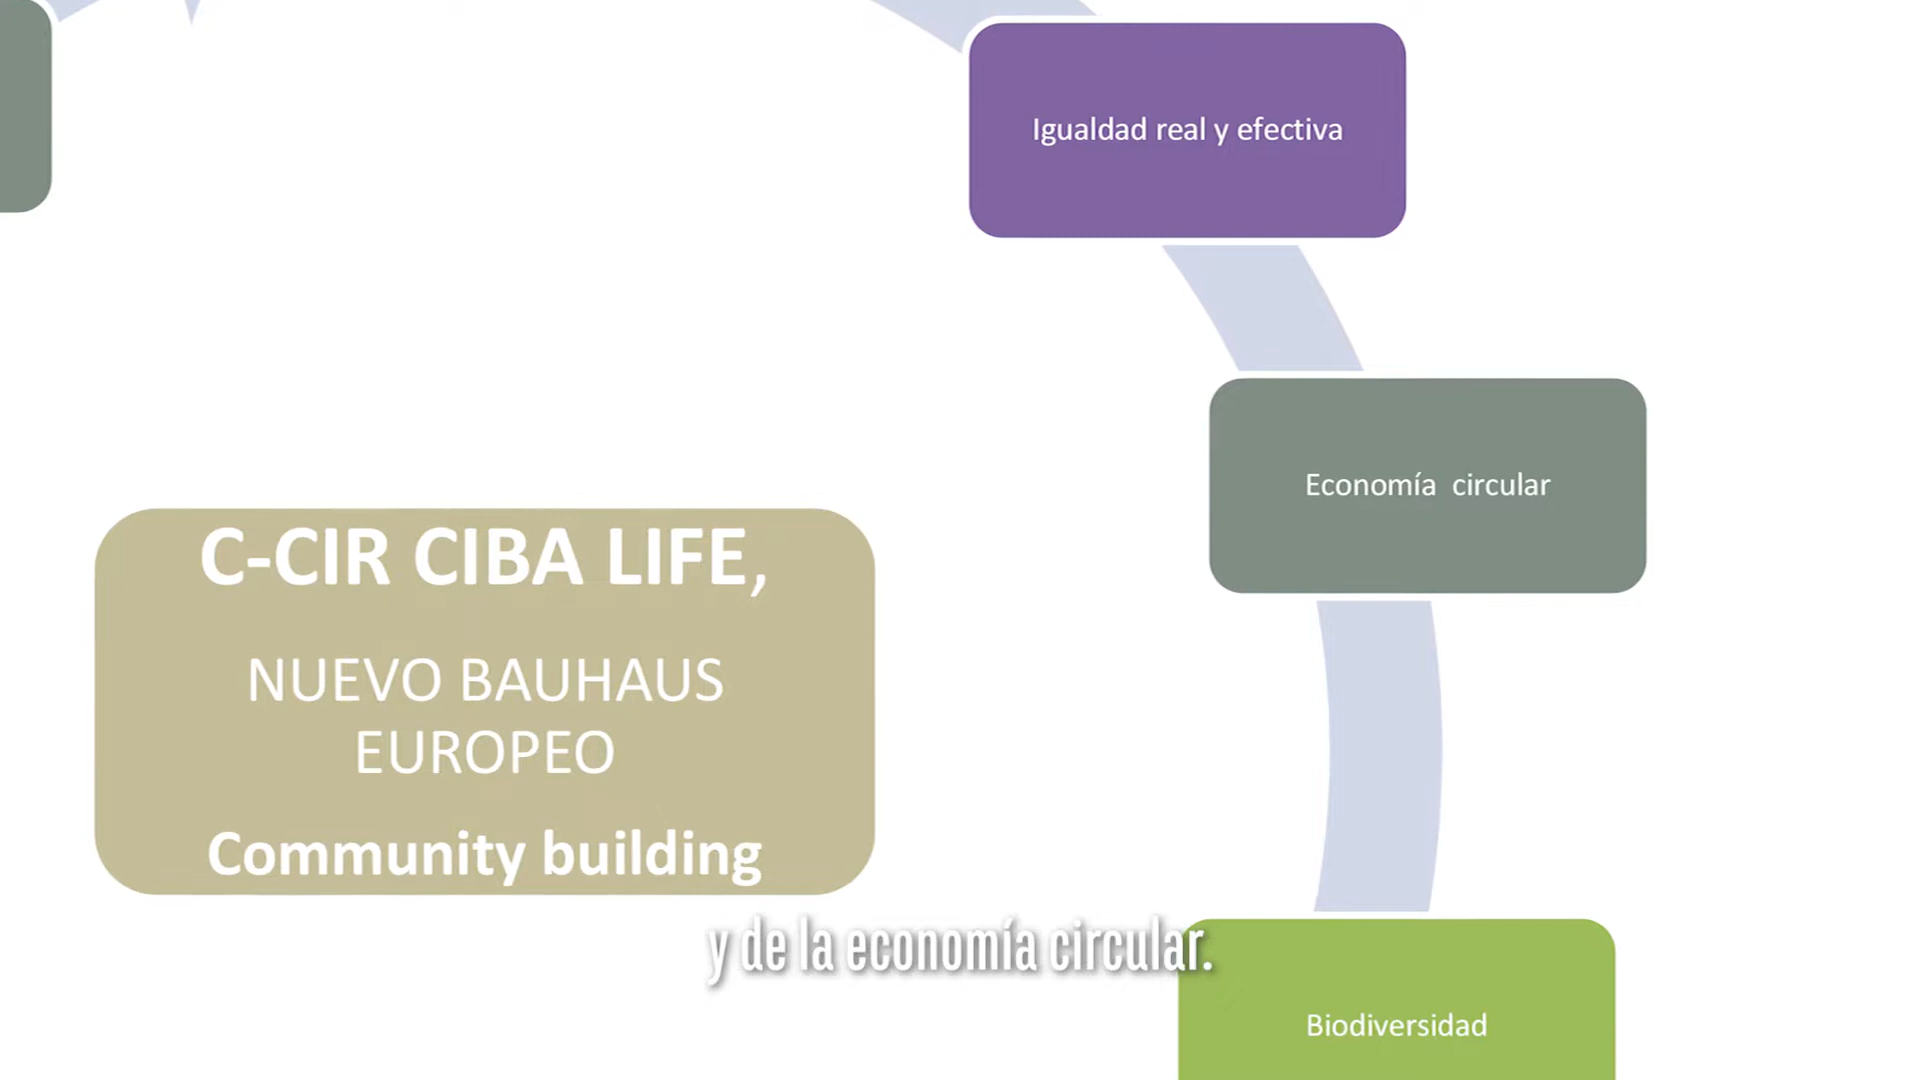 Igualdad real y efectiva
Economía circular
C-CIR CIBA LIFE,
NUEVO BAUHAUS
EUROPEO
Community building
y de la economía circular.
Biodiversidad